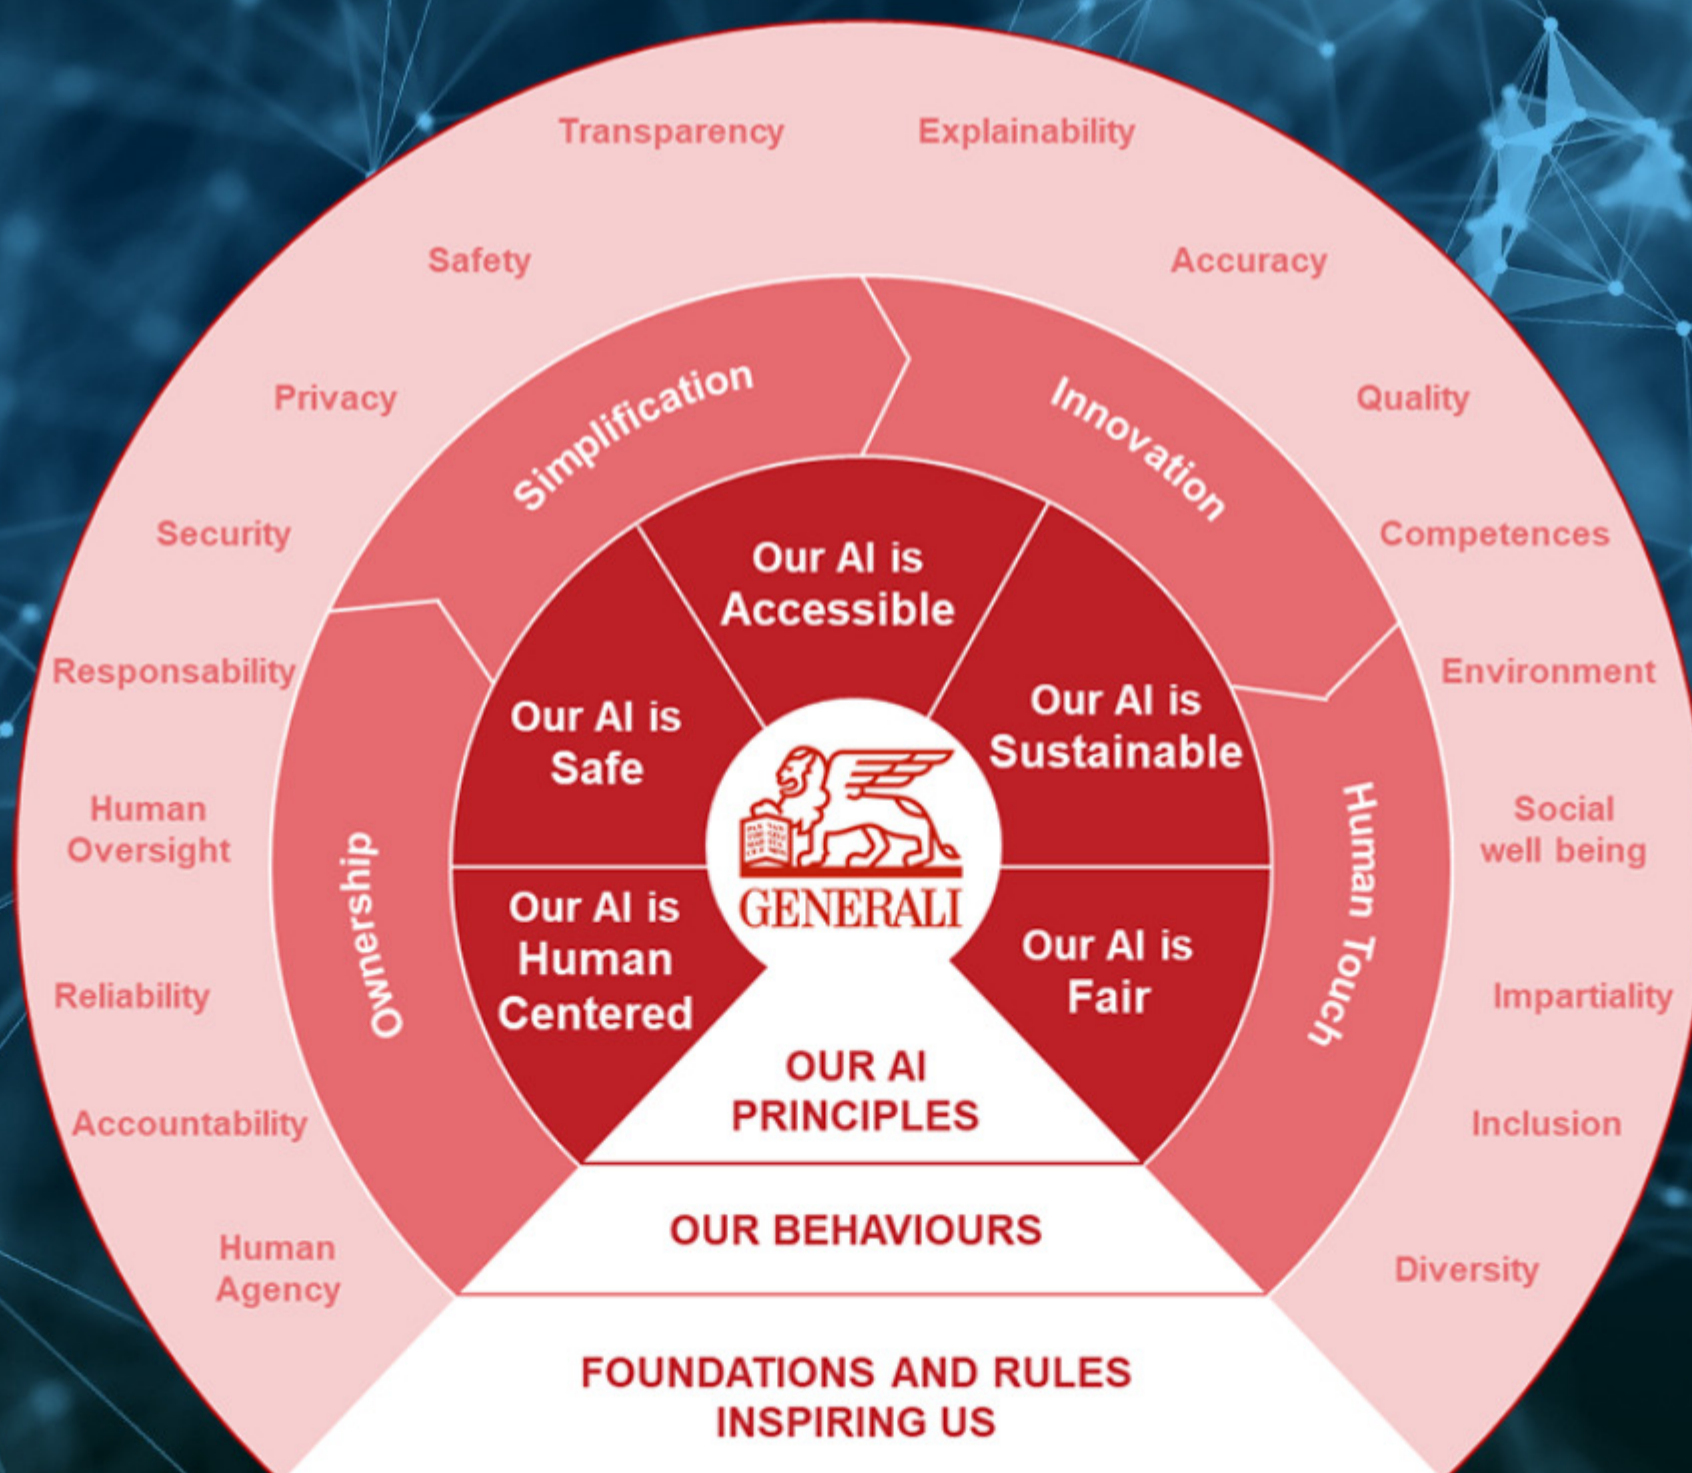 Transparency
Explainability
Safety
Accuracy
Privacy
Quality
Security
Competences
Responsability
Environment
Human
Oversight
Social
well being
Reliability
Impartiality
Accountability
Inclusion
Human
Agency
Diversity
Simplification
Innovation
Ownership
Human Touch
Our AI is
Accessible
Our AI is
Safe
Our AI is
Sustainable
Our AI is
Human
Centered
Our AI is
Fair
GENERALI
OUR AI
PRINCIPLES
OUR BEHAVIOURS
FOUNDATIONS AND RULES
INSPIRING US